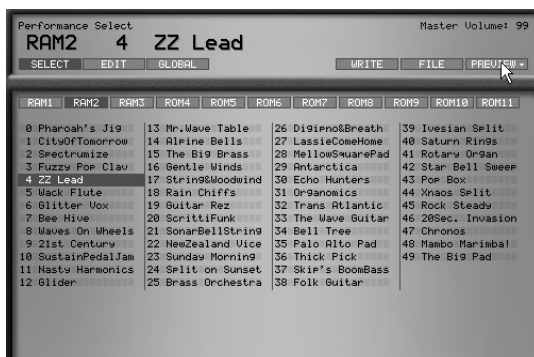 Performance Select
Master Volume: 99
RAM2 4 ZZ Lead
SELECT EDIT GLOBAL WRITE FILE PREVIEW
RAM1 RAM2 RAM3 ROM4 ROM5 ROM6 ROM7 ROM8 ROM9 ROM10 ROM11
0 Pharoah's Jig 13 Mr.Wave Table 26 Digipno&Breath 39 Ivesian Split
1 CityOfTomorrow 14 Alpine Bells 27 LassieComeHome 40 Saturn Rings
2 Spectrumize 15 The Big Brass 28 MellowSquarePad 41 Rotary Organ
3 Fuzzy Pop Clav 16 Gentle Winds 29 Antarctica 42 Star Bell Sweep
4 ZZ Lead 17 String&Woodwind 30 Echo Hunters 43 Pop Box
5 Wack Flute 18 Rain Chiffs 31 Organomics 44 Xnaos Split
6 Glitter Vox 19 Guitar Rez 32 Trans Atlantic 45 Rock Steady
7 Bee Hive 20 ScrittiFunk 33 The Wave Guitar 46 20Sec. Invasion
8 Waves On Wheels 21 SonarBellString 34 Bell Tree 47 Chronos
9 21st Century 22 NewZealand Vice 35 Palo Alto Pad 48 Mambo Marimba!
10 SustainPedalJam 23 Sunday Morning 36 Thick Pick 49 The Big Pad
11 Nasty Harmonics 24 Split on Sunset 37 Skip's BoomBass
12 Glider 25 Brass Orchestra 38 Folk Guitar